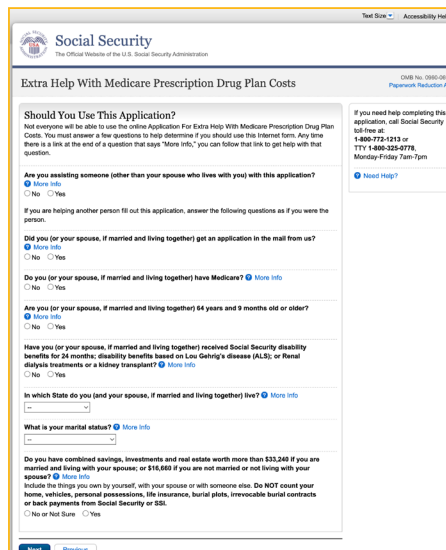 Text Size
Accessibility Hel
SOCIAL SECURITY
USA
Social Security
The Official Website of the U.S. Social Security Administration
Extra Help With Medicare Prescription Drug Plan Costs
Paperwork Reduction A
Should You Use This Application?
Not everyone will be able to use the online Application For Extra Help With Medicare Prescription Drug Plan
Costs. You must answer a few questions to help determine if you should use this Internet form. Any time
there is a link at the end of a question that says "More Info," you can follow that link to get help with that
question.
Are you assisting someone (other than your spouse who lives with you) with this application?
More Info
No Yes
If you are helping another person fill out this application, answer the following questions as if you were the
person.
Did you (or your spouse, if married and living together) get an application in the mail from us?
More Info
No Yes
Do you (or your spouse, if married and living together) have Medicare? More Info
No Yes
Are you (or your spouse, if married and living together) 64 years and 9 months old or older?
More Info
No Yes
Have you (or your spouse, if married and living together) received Social Security disability
benefits for 24 months; disability benefits based on Lou Gehrig's disease (ALS); or Renal
dialysis treatments or a kidney transplant? More Info
No Yes
In which State do you (and your spouse, if married and living together) live? More Info
--
What is your marital status? More Info
--
Do you have combined savings, investments and real estate worth more than $33,240 if you are
married and living with your spouse; or $16,660 if you are not married or not living with your
spouse? More Info
Include the things you own by yourself, with your spouse or with someone else. Do NOT count your
home, vehicles, personal possessions, life insurance, burial plots, irrevocable burial contracts
or back payments from Social Security or SSI.
No or Not Sure Yes
Next Previous
If you need help completing this
application, call Social Security
toll-free at:
1-800-772-1213 or
TTY 1-800-325-0778,
Monday-Friday 7am-7pm
Need Help?